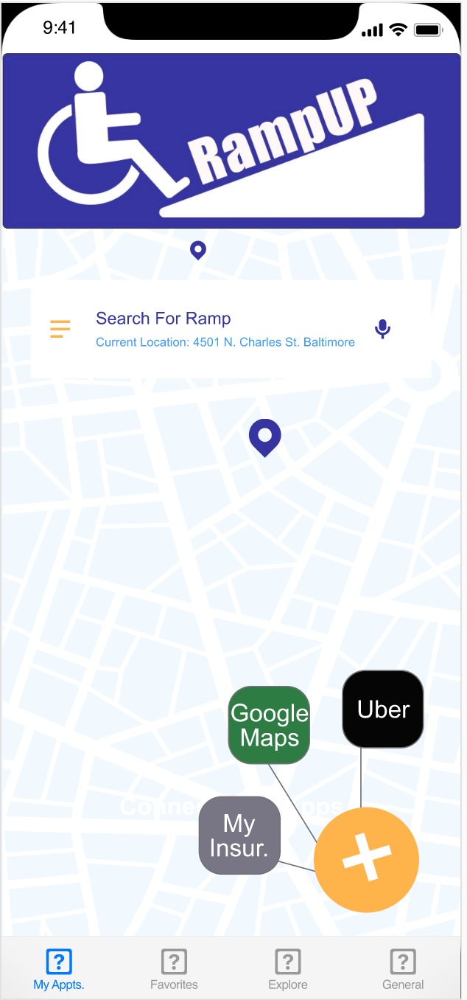 9:41
RampUP
Search For Ramp
Current Location: 4501 N. Charles St. Baltimore
Uber
Google
Maps
My
Insur.
My Appts.
Favorites
Explore
General